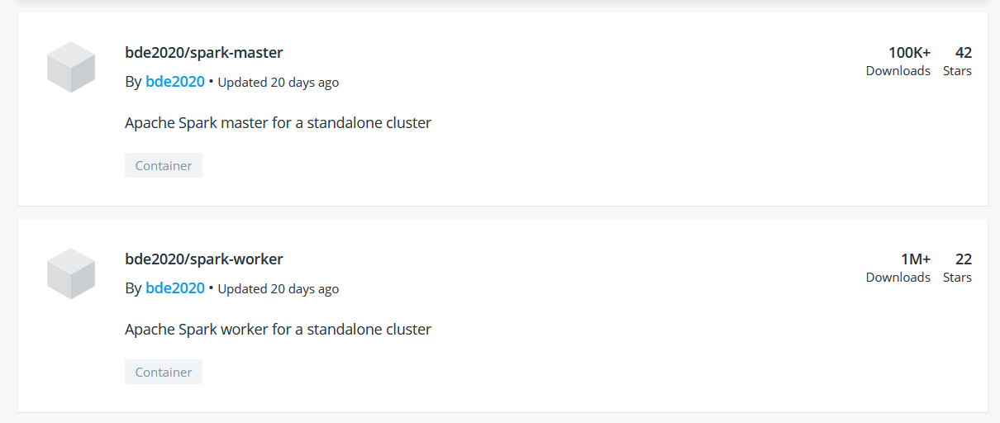 bde2020/spark-master
100K+ 42
By bde2020 • Updated 20 days ago
Downloads Stars
Apache Spark master for a standalone cluster
Container
bde2020/spark-worker
1M+ 22
By bde2020 • Updated 20 days ago
Downloads Stars
Apache Spark worker for a standalone cluster
Container